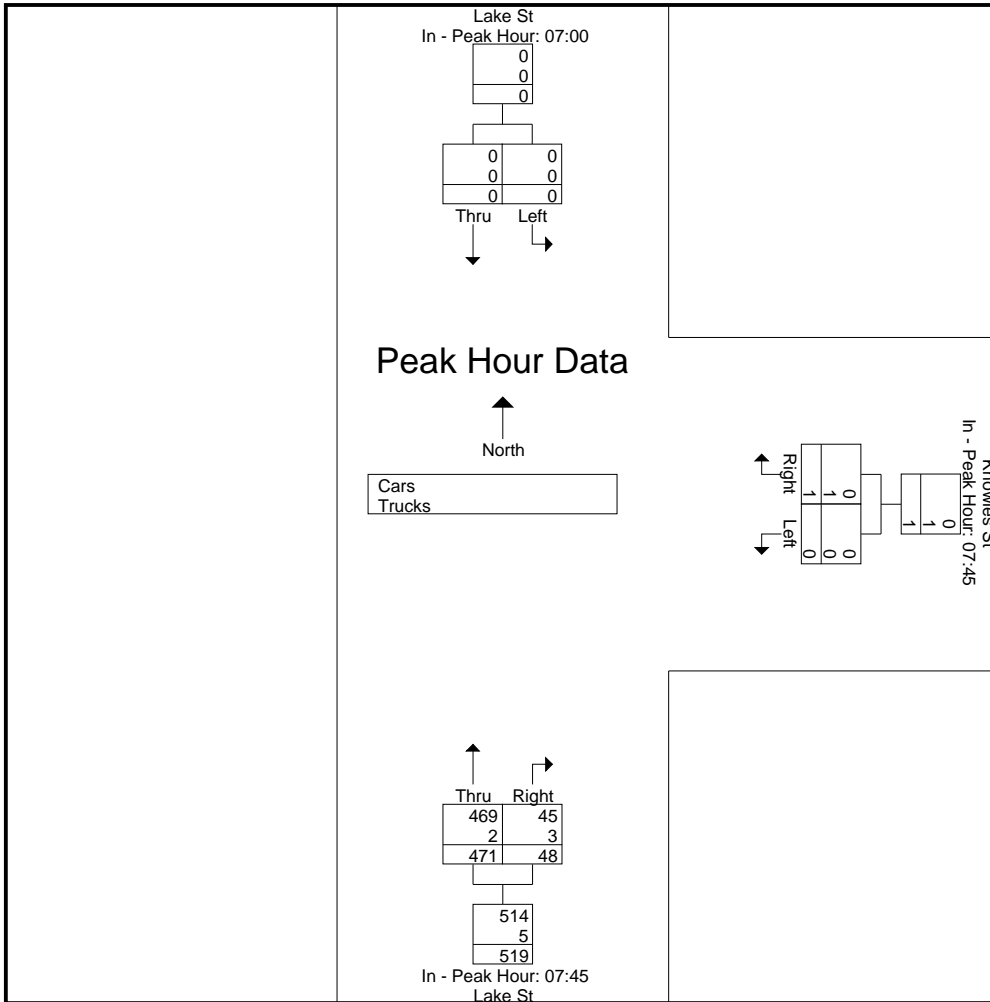 Lake St
In - Peak Hour: 07:00
0
0
0
0 0
0 0
0 0
Thru Left
Peak Hour Data
North
Cars
Trucks
Knowles St
In - Peak Hour: 07:45
0
1
1
Right
0
1
1
Left
0
0
0
Thru Right
469 45
2 3
471 48
514
5
519
In - Peak Hour: 07:45
Lake St